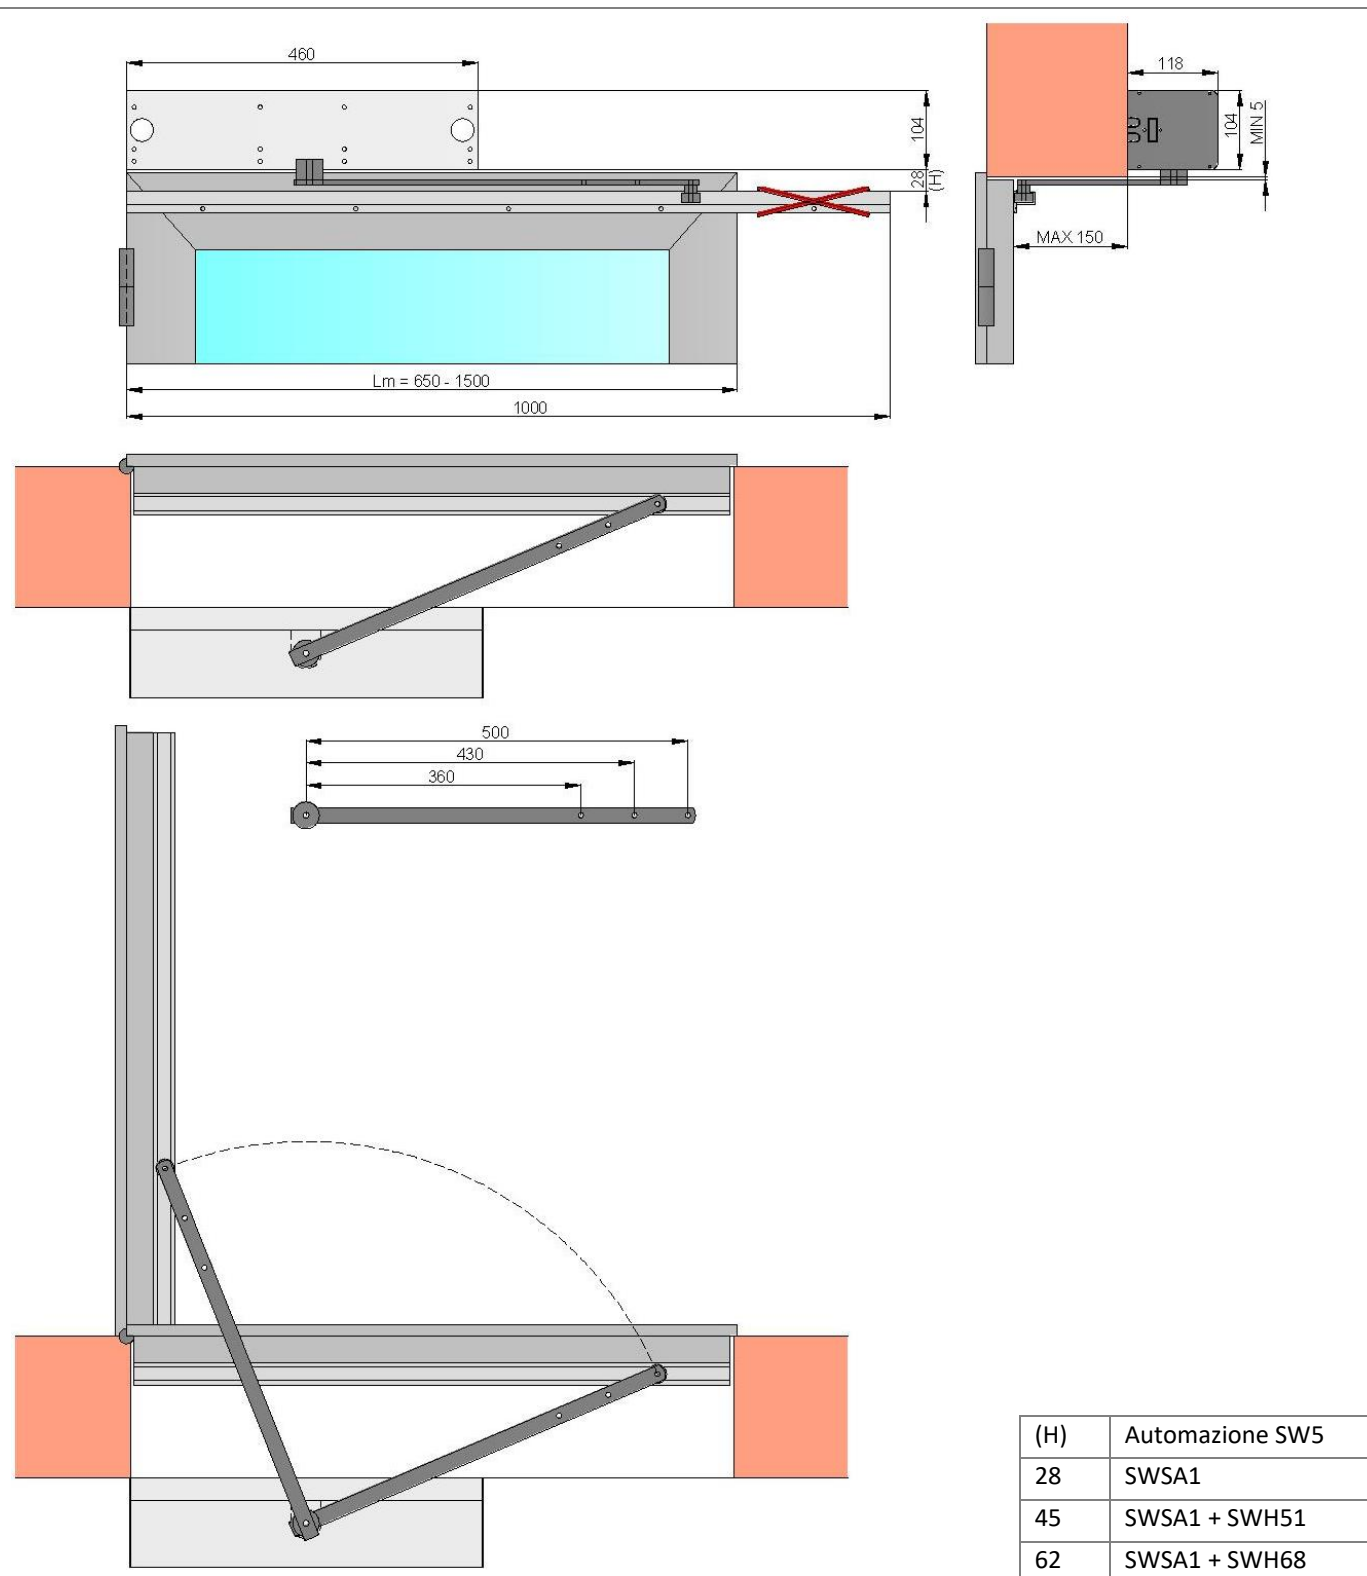 460
118
104
28
(H)
104
MIN 5
MAX 150
Lm = 650 - 1500
1000
500
430
360
(H) Automazione SW5
28 SWSA1
45 SWSA1 + SWH51
62 SWSA1 + SWH68